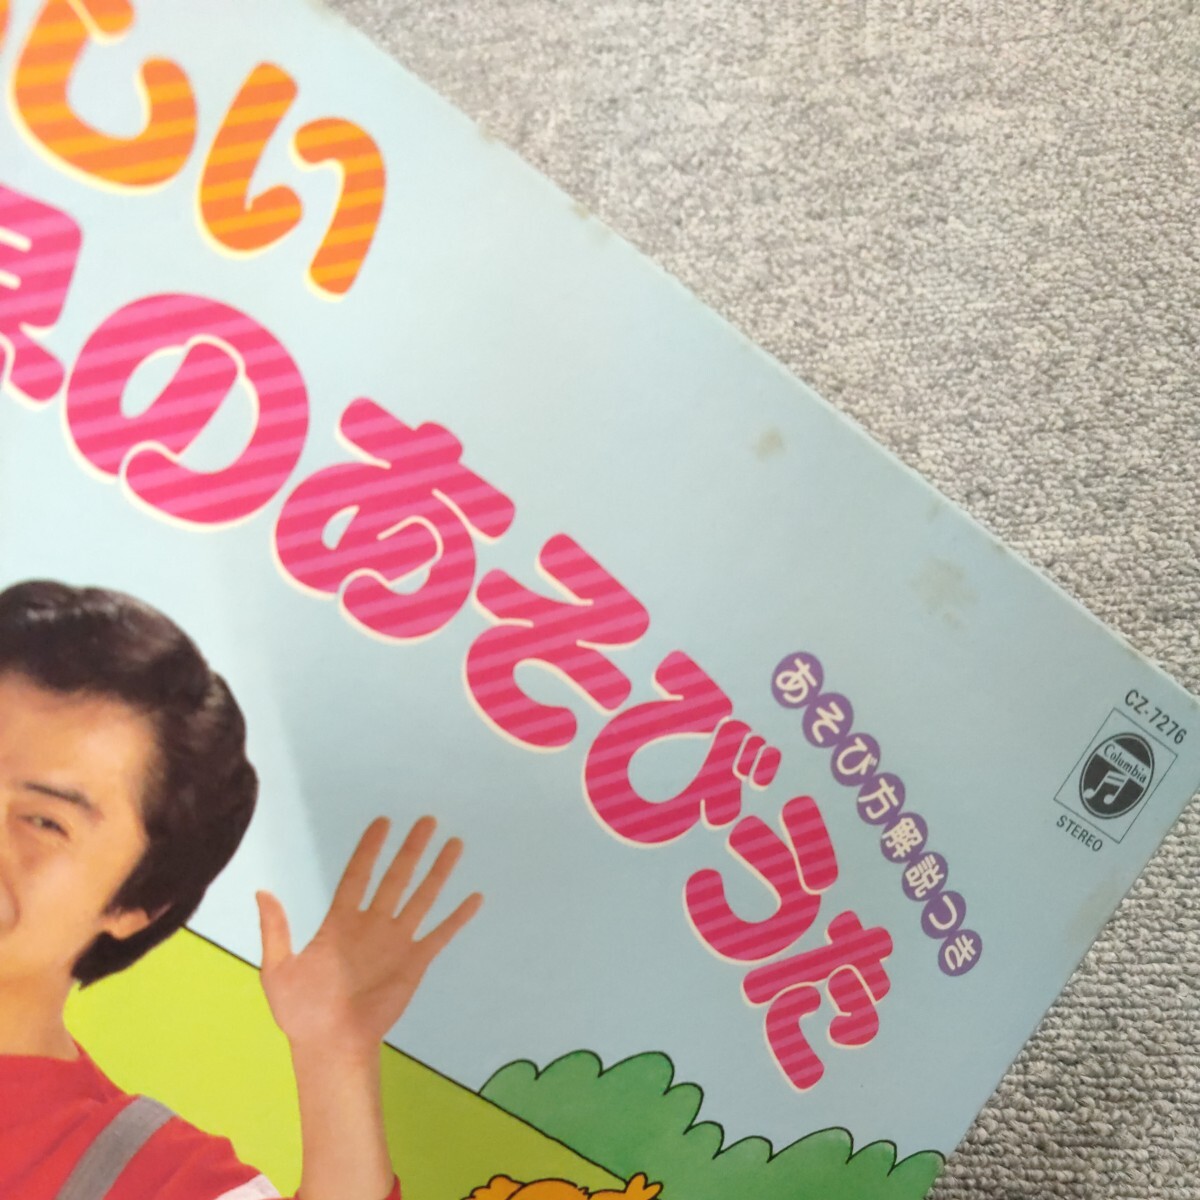 しい
のあそびうた
あそび方解説つき
CZ-7276
Columbia
STEREO